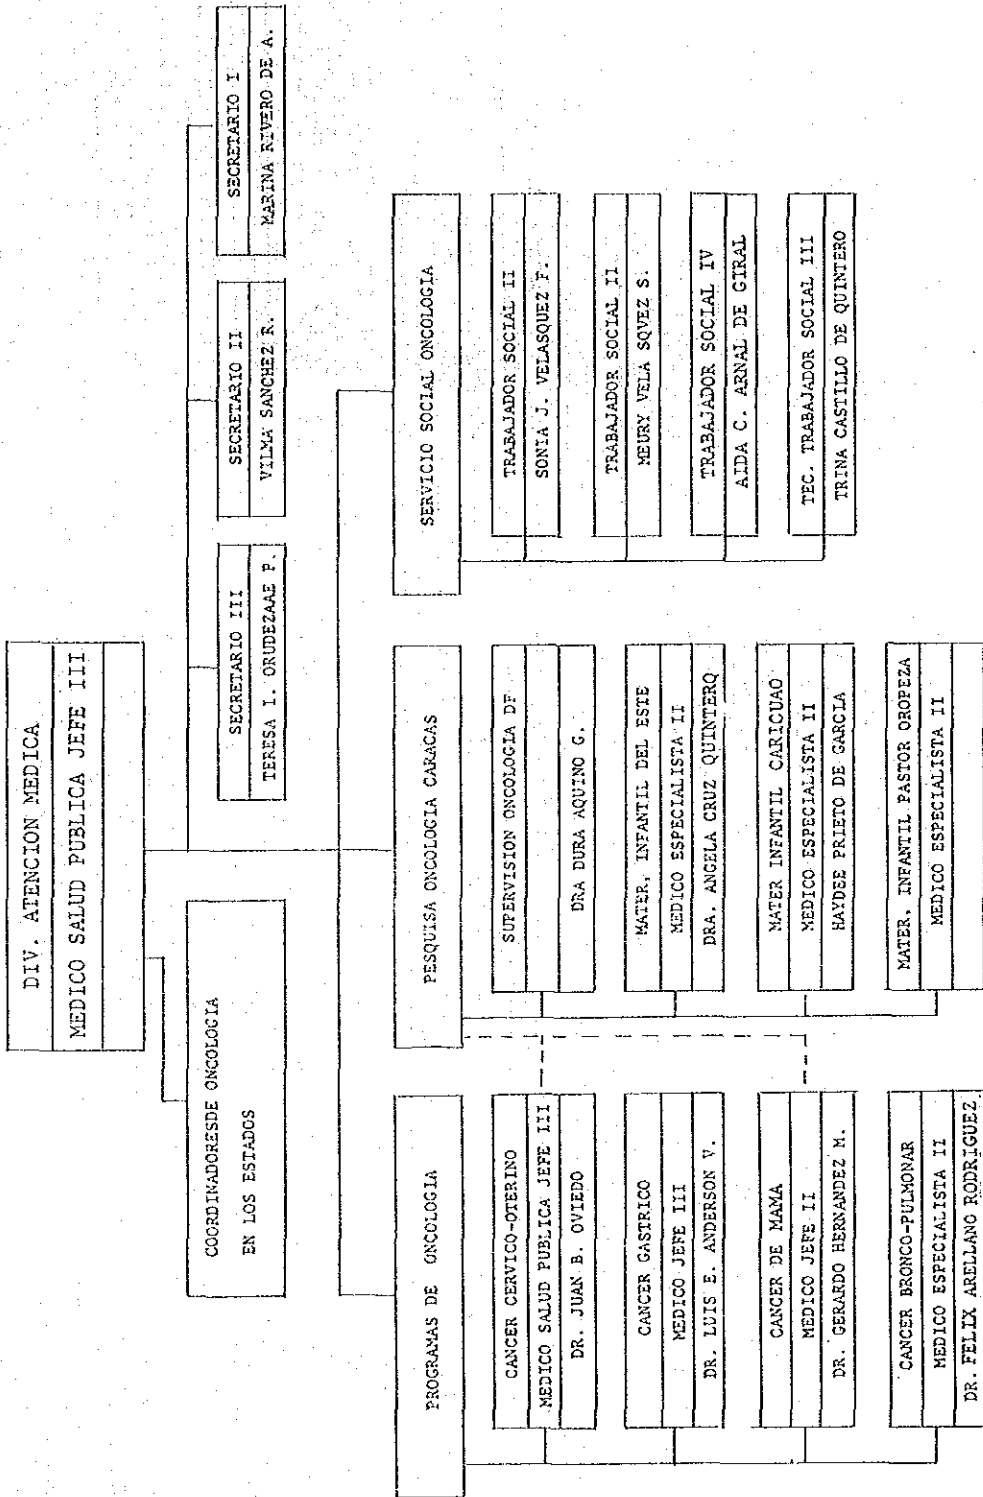 DIV. ATENCION MEDICA
MEDICO SALUD PUBLICA JEFE III
COORDINADORESDE ONCOLOGIA
EN LOS ESTADOS
SECRETARIO III
TERESA I. ORUDEZAAE P.
SECRETARIO II
VILMA SANCHEZ R.
SECRETARIO I
MARINA RIVERO DE A.
PROGRAMAS DE ONCOLOGIA
CANCER CERVICO-OTERINO
MEDICO SALUD PUBLICA JEFE III
DR. JUAN B. OVIEDO
CANCER GASTRICO
MEDICO JEFE III
DR. LUIS E. ANDERSON V.
CANCER DE MAMA
MEDICO JEFE II
DR. GERARDO HERNANDEZ M.
CANCER BRONCO-PULMONAR
MEDICO ESPECIALISTA II
DR. FELIX ARELLANO RODRIGUEZ
PESQUISA ONCOLOGIA CARACAS
SUPERVISION ONCOLOGIA DF
DRA DURA AQUINO G.
MATER, INFANTIL DEL ESTE
MEDICO ESPECIALISTA II
DRA. ANGELA CRUZ QUINTERQ
MATER INFANTIL CARICUAO
MEDICO ESPECIALISTA II
HAYDEE PRIETO DE GARCIA
MATER, INFANTIL PASTOR OROPEZA
MEDICO ESPECIALISTA II
SERVICIO SOCIAL ONCOLOGIA
TRABAJADOR SOCIAL II
SONIA J. VELASQUEZ F.
TRABAJADOR SOCIAL II
MEURY VELA SQVEZ S.
TRABAJADOR SOCIAL IV
AIDA C. ARNAL DE GIRAL
TEC. TRABAJADOR SOCIAL III
TRINA CASTILLO DE QUINTERO